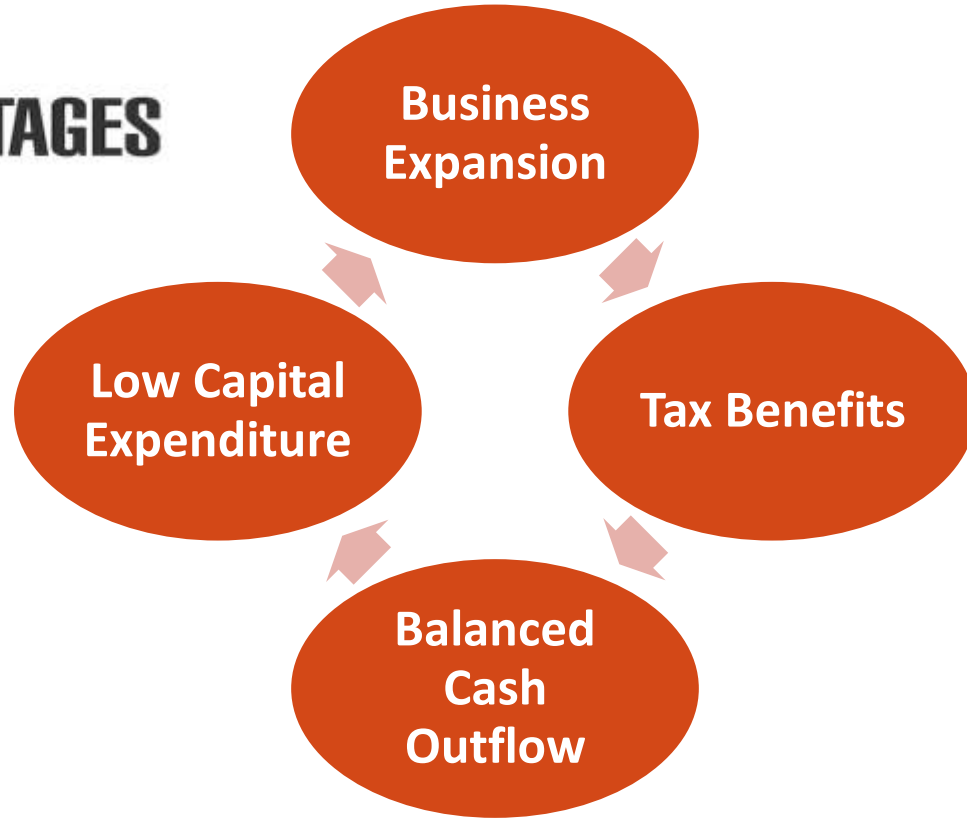 TAGES
Business
Expansion
Low Capital
Expenditure
Tax Benefits
Balanced
Cash
Outflow